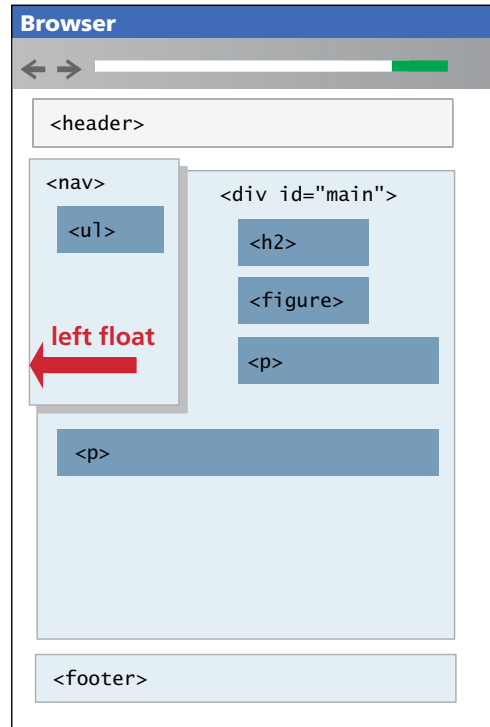 Browser
<header>
<nav>
<ul>
left float
<div id="main">
<h2>
<figure>
<p>
<p>
<footer>